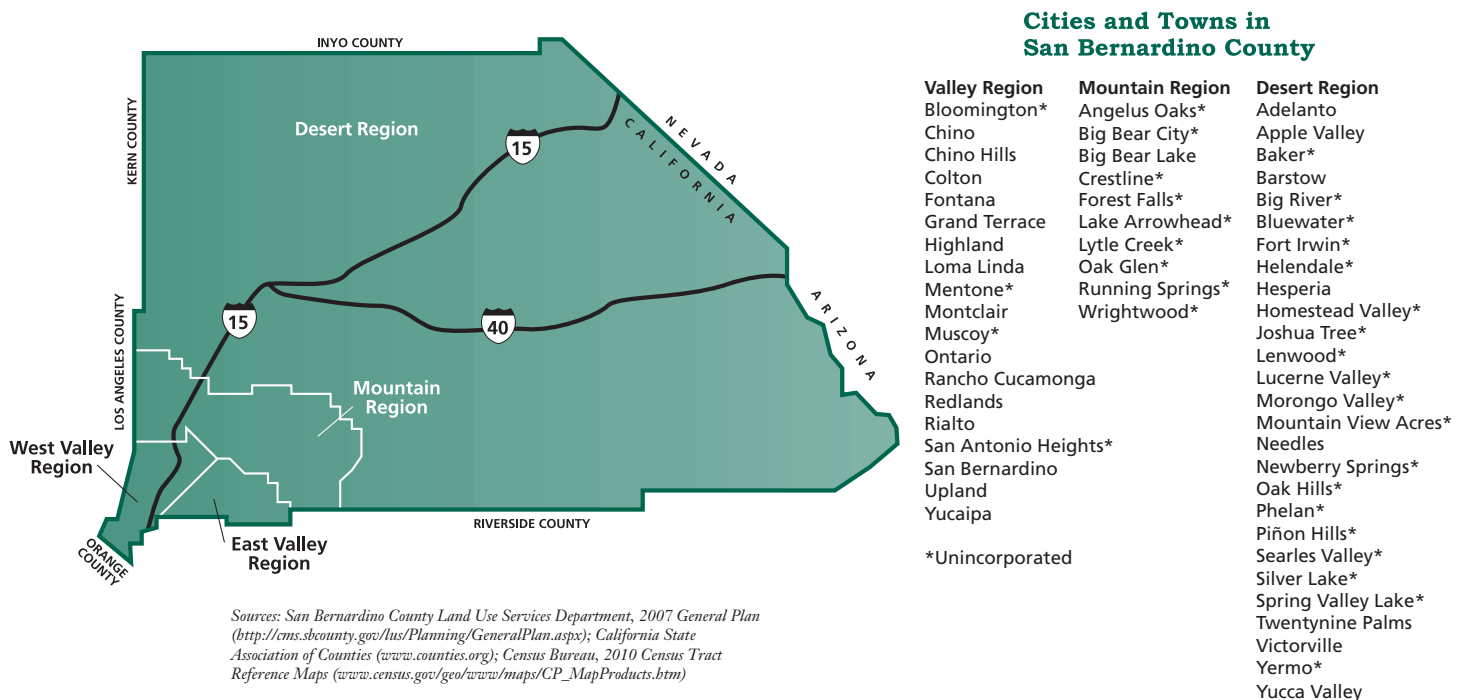 INYO COUNTY
KERN COUNTY
Desert Region
15
NEVADA
CALIFORNIA
LOS ANGELES COUNTY
15
40
ARIZONA
Mountain
Region
West Valley
Region
East Valley
Region
ORANGE
COUNTY
RIVERSIDE COUNTY
Sources: San Bernardino County Land Use Services Department, 2007 General Plan
(http://cms.sbcounty.gov/lus/Planning/GeneralPlan.aspx); California State
Association of Counties (www.counties.org); Census Bureau, 2010 Census Tract
Reference Maps (www.census.gov/geo/www/maps/CP_MapProducts.htm)
Cities and Towns in
San Bernardino County
Valley Region
Bloomington*
Chino
Chino Hills
Colton
Fontana
Grand Terrace
Highland
Loma Linda
Mentone*
Montclair
Muscoy*
Ontario
Rancho Cucamonga
Redlands
Rialto
San Antonio Heights*
San Bernardino
Upland
Yucaipa
*Unincorporated
Mountain Region
Angelus Oaks*
Big Bear City*
Big Bear Lake
Crestline*
Forest Falls*
Lake Arrowhead*
Lytle Creek*
Oak Glen*
Running Springs*
Wrightwood*
Desert Region
Adelanto
Apple Valley
Baker*
Barstow
Big River*
Bluewater*
Fort Irwin*
Helendale*
Hesperia
Homestead Valley*
Joshua Tree*
Lenwood*
Lucerne Valley*
Morongo Valley*
Mountain View Acres*
Needles
Newberry Springs*
Oak Hills*
Phelan*
Piñon Hills*
Searles Valley*
Silver Lake*
Spring Valley Lake*
Twentynine Palms
Victorville
Yermo*
Yucca Valley